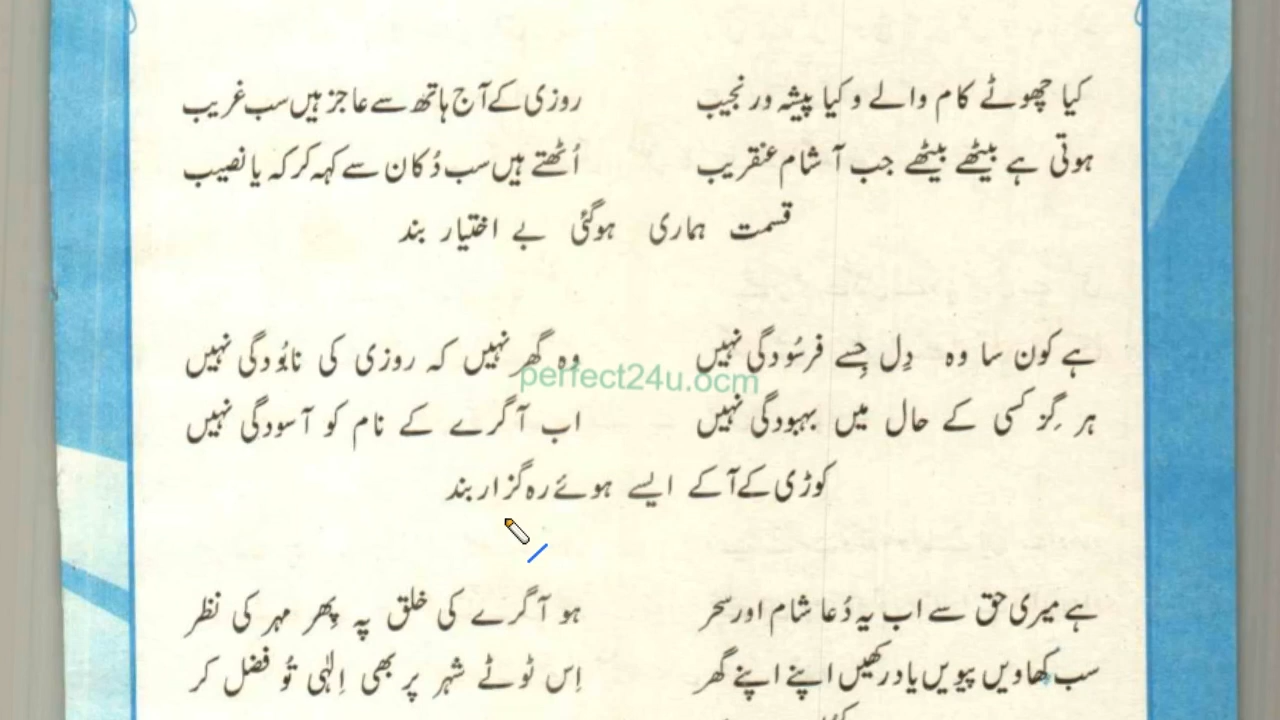 کیا چھوٹے کام والے و کیا پیشہ ور نجیب روزی کے آج ہاتھ سے عاجز ہیں سب غریب
ہوتی ہے بیٹھے بیٹھے جب آ شام عنقریب اُٹھتے ہیں سب دُکان سے کہہ کر کہ یا نصیب
قسمت ہماری ہوگئی بے اختیار بند
ہے کون سا وہ دِل جِسے فرسُودگی نہیں وہ گھر نہیں کہ روزی کی نابُودگی نہیں
perfect24u.ocm
ہر گِز کسی کے حال میں بہبودگی نہیں اب آگرے کے نام کو آسودگی نہیں
کوڑی کے آکے ایسے ہوئے رہ گزار بند
ہے میری حق سے اب یہ دُعا شام اور سحر ہو آگرے کی خلق پہ پِھر مہر کی نظر
سب کھاویں پیویں یاد رکھیں اپنے اپنے گھر اِس ٹوٹے شہر پر بھی اِلٰہی تُو فضل کر